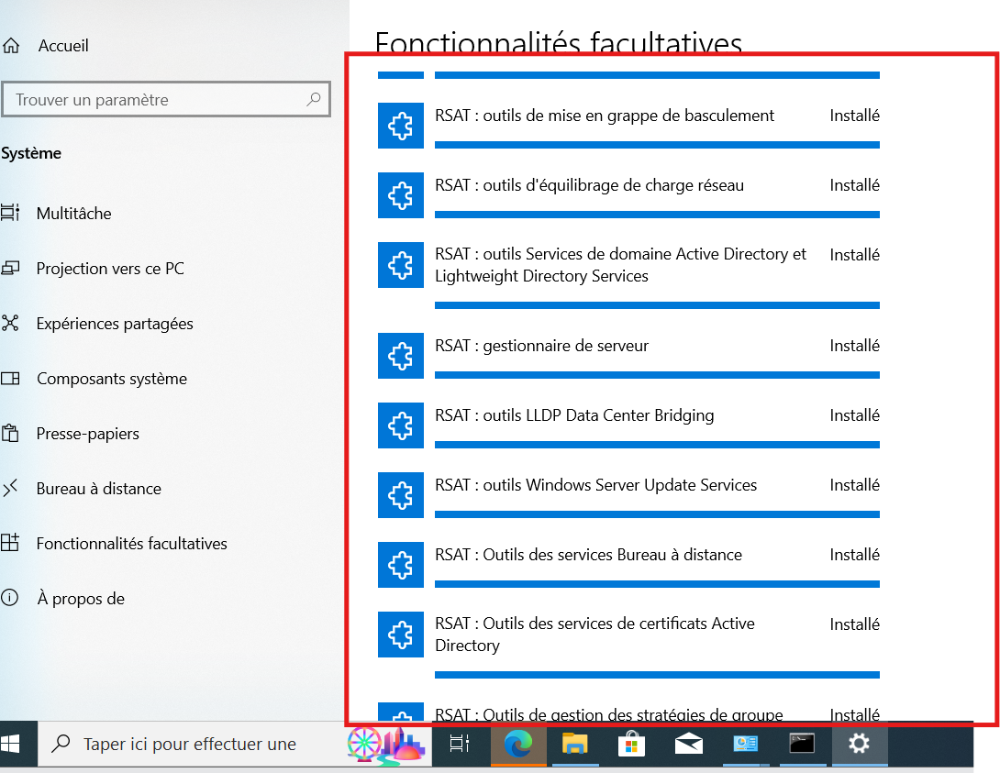 Accueil
Trouver un paramètre
Système
Multitâche
Projection vers ce PC
Expériences partagées
Composants système
Presse-papiers
Bureau à distance
Fonctionnalités facultatives
À propos de
Fonctionnalités facultatives
RSAT : outils de mise en grappe de basculement Installé
RSAT : outils d'équilibrage de charge réseau Installé
RSAT : outils Services de domaine Active Directory et Installé
Lightweight Directory Services
RSAT : gestionnaire de serveur Installé
RSAT : outils LLDP Data Center Bridging Installé
RSAT : outils Windows Server Update Services Installé
RSAT : Outils des services Bureau à distance Installé
RSAT : Outils des services de certificats Active Installé
Directory
RSAT : Outils de gestion des stratégies de groupe Installé
Taper ici pour effectuer une